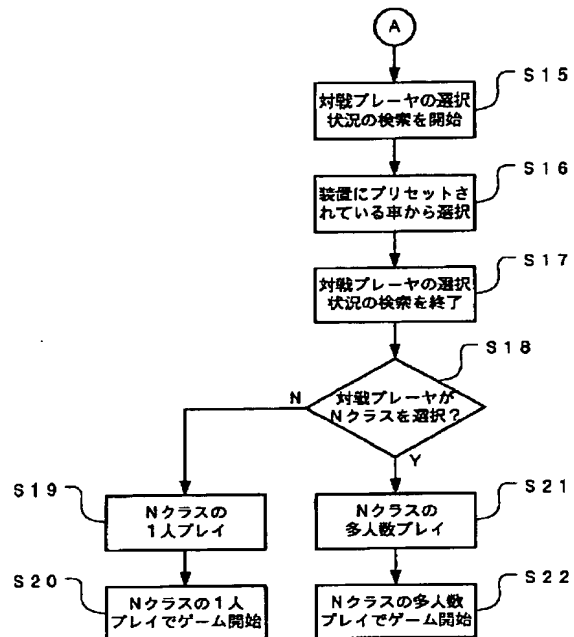 A
S15
対戦プレーヤの選択
状況の検索を開始
S16
装置にプリセットさ
れている車から選択
S17
対戦プレーヤの選択
状況の検索を終了
S18
対戦プレーヤが
Nクラスを選択?
N
Y
S19
Nクラスの
1人プレイ
S21
Nクラスの
多人数プレイ
S20
Nクラスの1人
プレイでゲーム開始
S22
Nクラスの多人数
プレイでゲーム開始